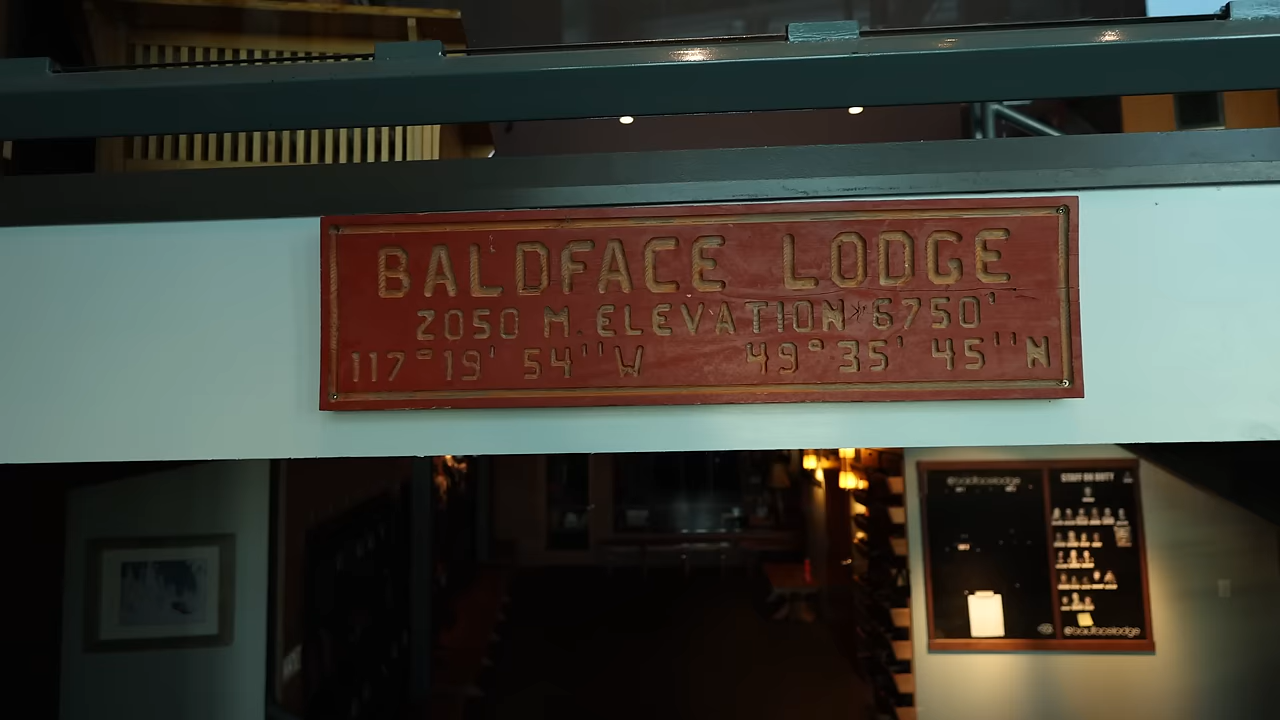 BALDFACE LODGE
2050 M ELEVATION 6750'
117° 19' 54'' W 49° 35' 45'' N
@baldfacelodge
STAFF ON DUTY
@baldfacelodge